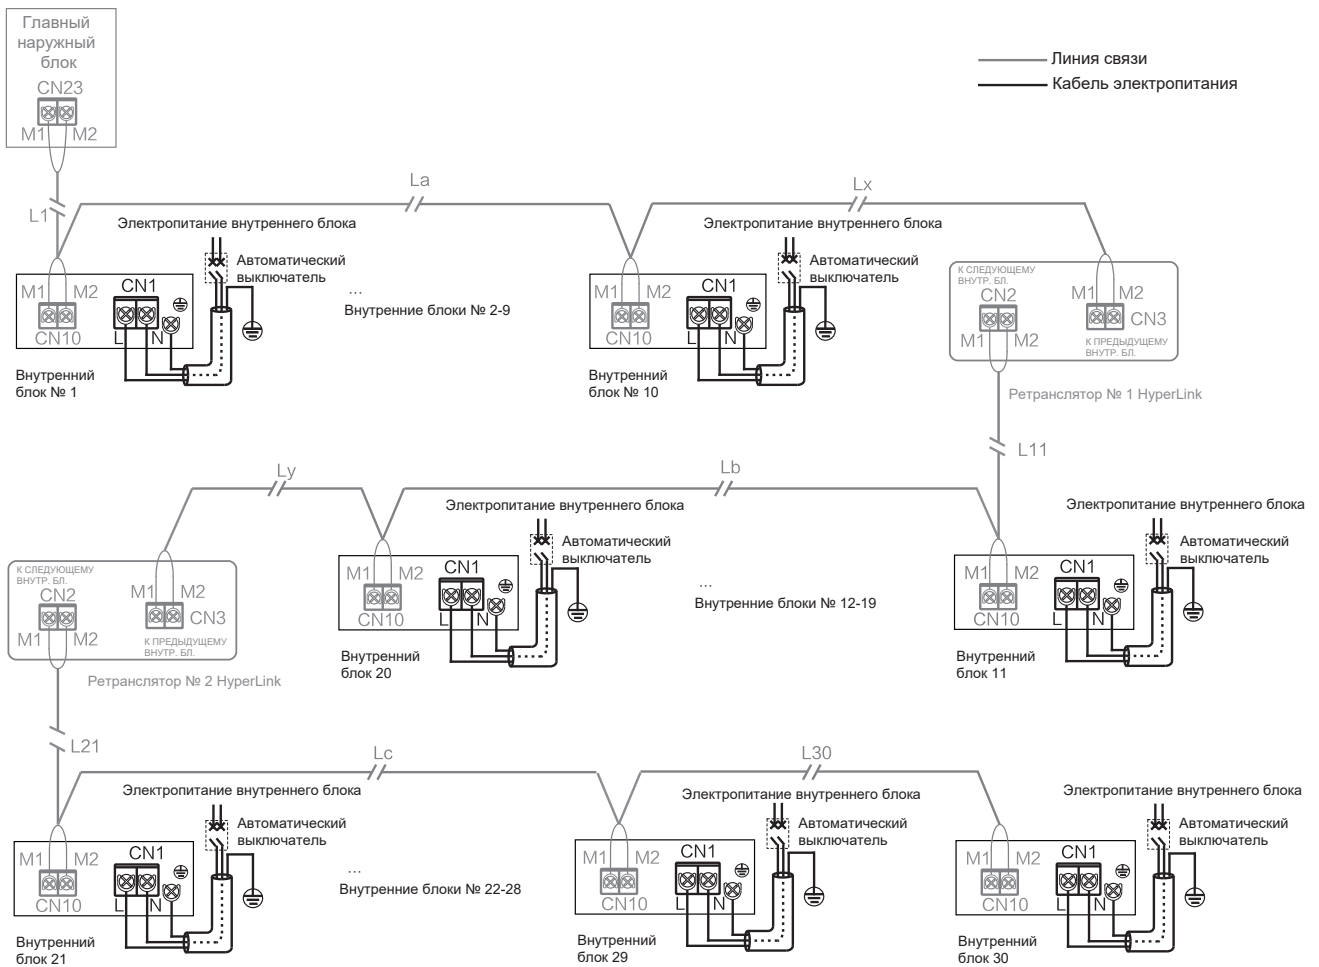 Главный
наружный
блок
CN23
M1 M2
Линия связи
Кабель электропитания
L1
La
Lx
Электропитание внутреннего блока
Автоматический
выключатель
M1 M2
CN1
CN10
L N
Внутренний
блок № 1
...
Внутренние блоки № 2-9
Электропитание внутреннего блока
Автоматический
выключатель
M1 M2
CN1
CN10
L N
Внутренний
блок № 10
К СЛЕДУЮЩЕМУ
ВНУТР. БЛ.
CN2
M1 M2
M1 M2
CN3
К ПРЕДЫДУЩЕМУ
ВНУТР. БЛ.
Ретранслятор № 1 HyperLink
L11
Ly
Lb
К СЛЕДУЮЩЕМУ
ВНУТР. БЛ.
CN2
M1 M2
M1 M2
CN3
К ПРЕДЫДУЩЕМУ
ВНУТР. БЛ.
Ретранслятор № 2 HyperLink
Электропитание внутреннего блока
Автоматический
выключатель
M1 M2
CN1
CN10
L N
Внутренний
блок 20
...
Внутренние блоки № 12-19
Электропитание внутреннего блока
Автоматический
выключатель
M1 M2
CN1
CN10
L N
Внутренний
блок 11
L21
Lc
L30
Электропитание внутреннего блока
Автоматический
выключатель
M1 M2
CN1
CN10
L N
Внутренний
блок 21
...
Внутренние блоки № 22-28
Электропитание внутреннего блока
Автоматический
выключатель
M1 M2
CN1
CN10
L N
Внутренний
блок 29
Электропитание внутреннего блока
Автоматический
выключатель
M1 M2
CN1
CN10
L N
Внутренний
блок 30